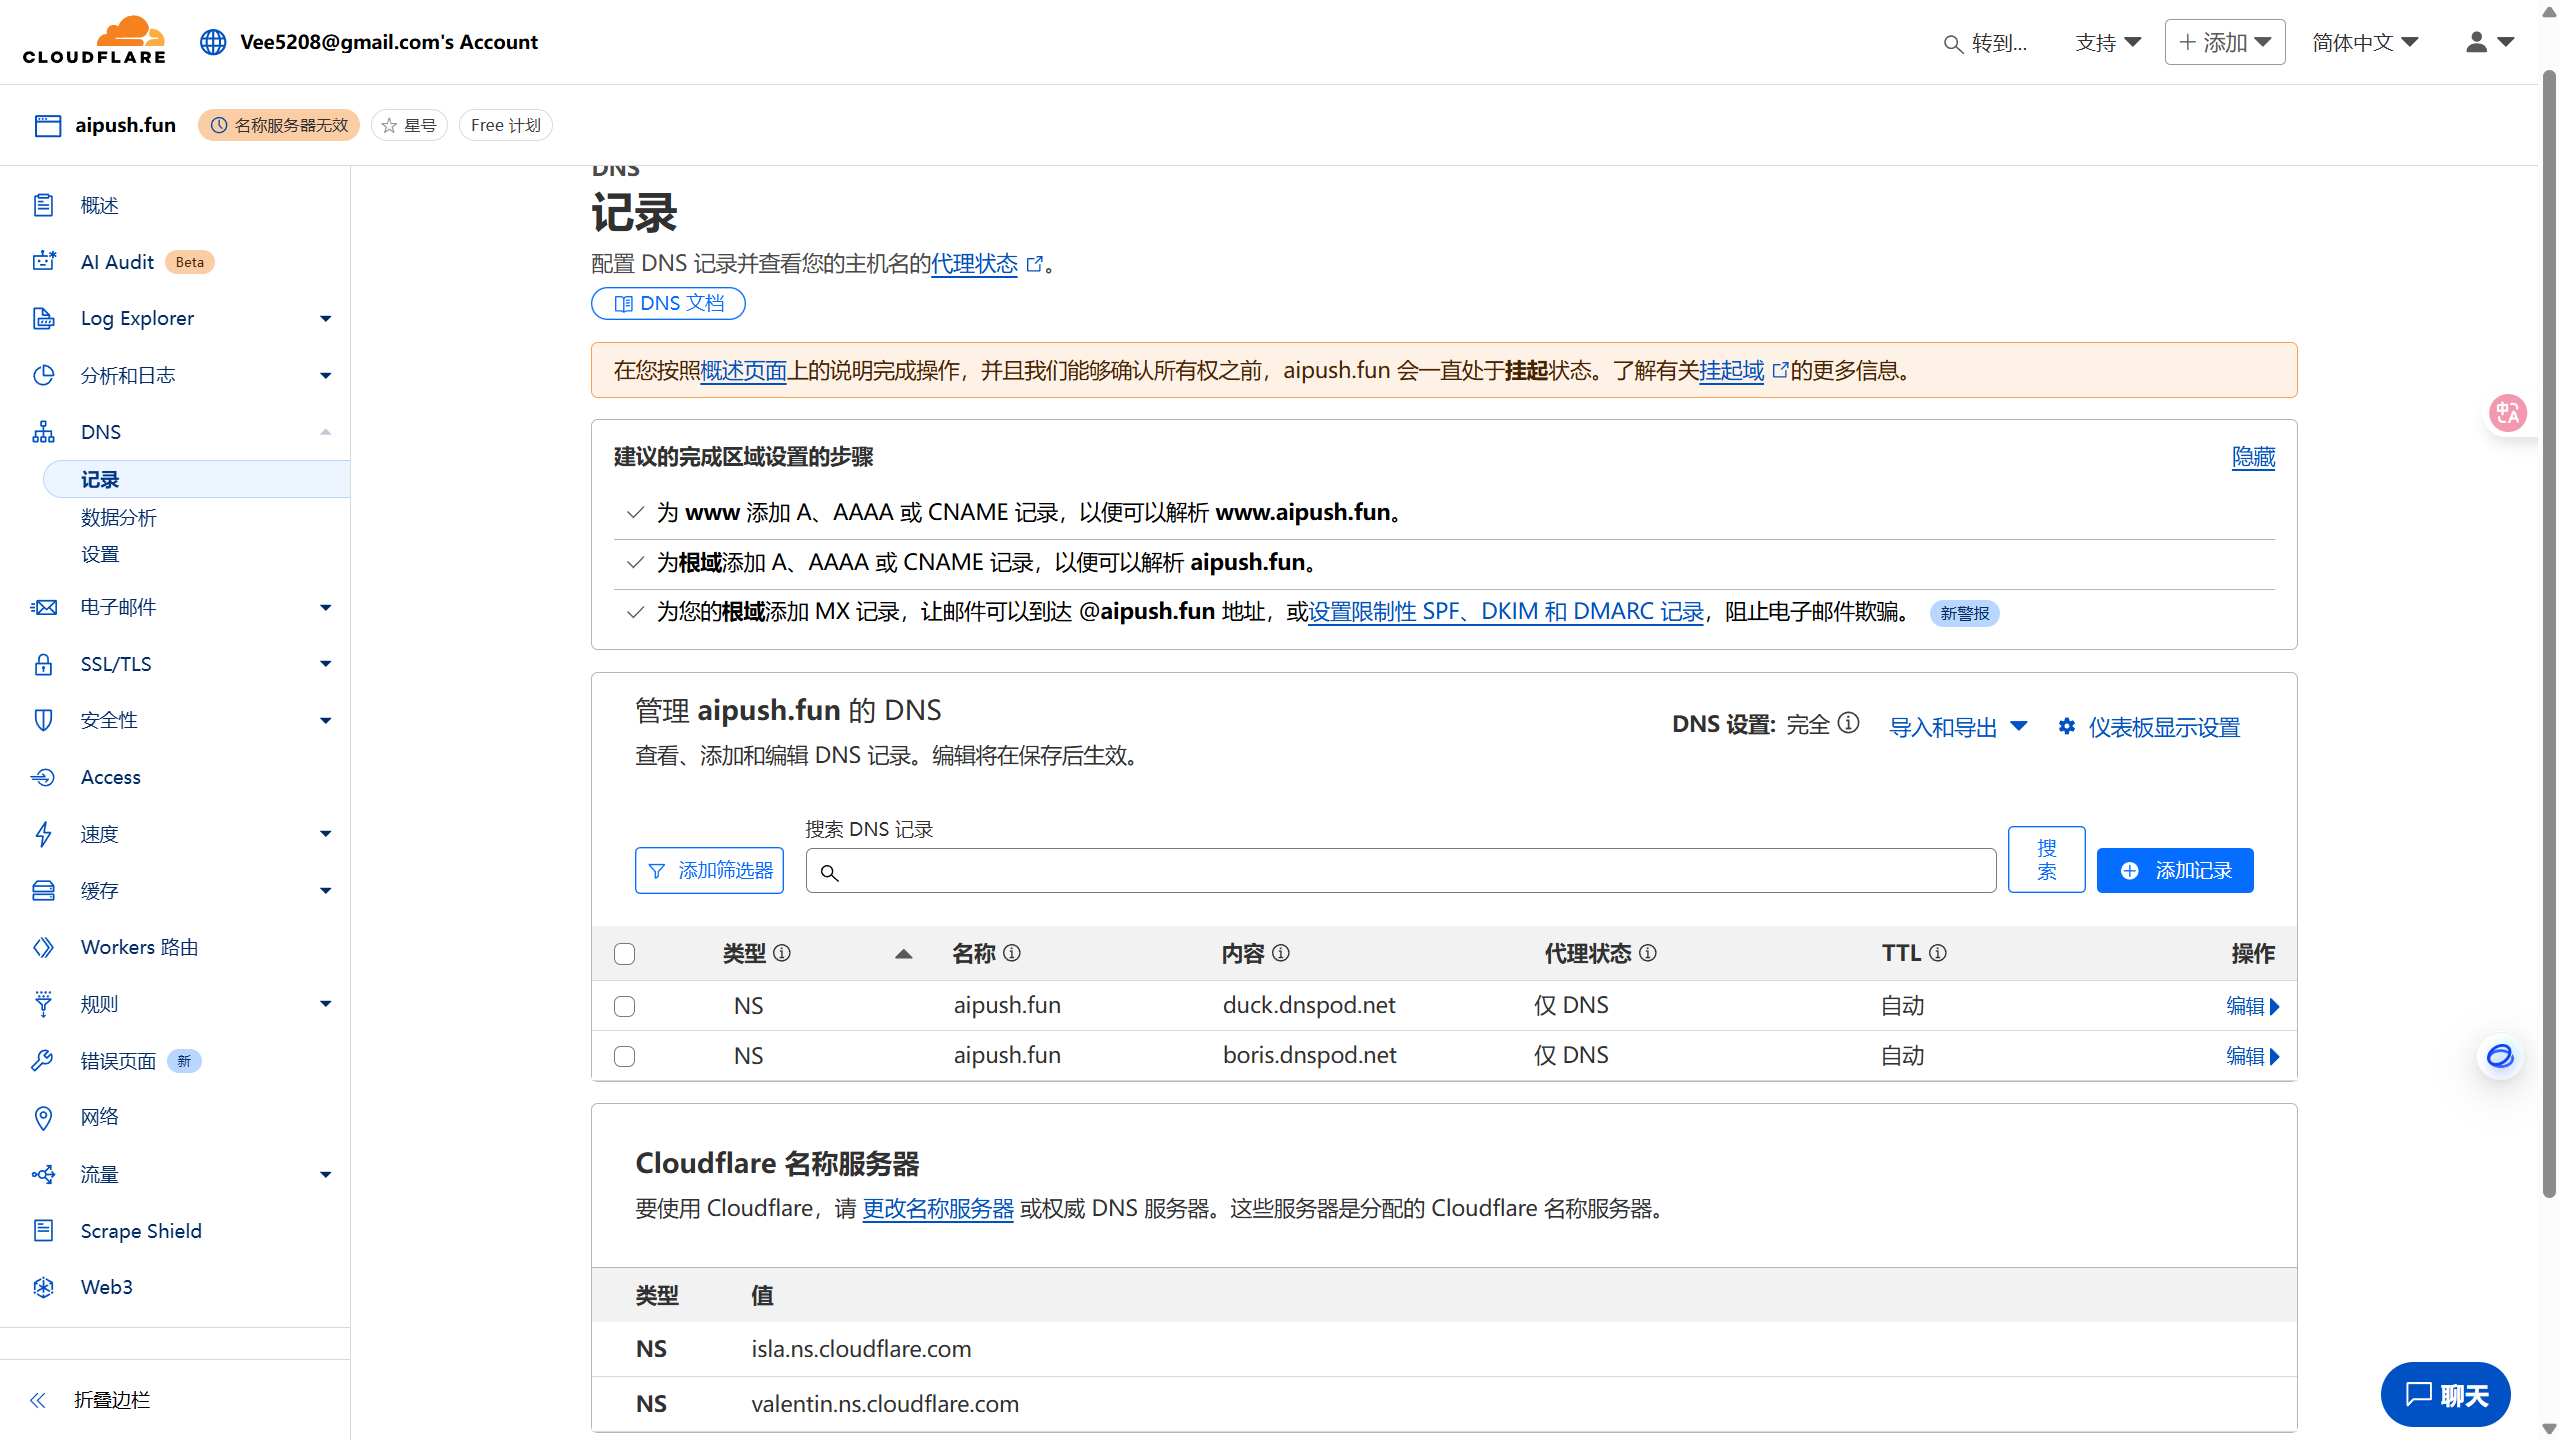 CLOUDFLARE
Vee5208@gmail.com's Account
转到...
支持
添加
简体中文
aipush.fun
名称服务器无效
星号
Free 计划
概述
AI Audit Beta
Log Explorer
分析和日志
DNS
记录
数据分析
设置
电子邮件
SSL/TLS
安全性
Access
速度
缓存
Workers 路由
规则
错误页面 新
网络
流量
Scrape Shield
Web3
折叠边栏
DNS
记录
配置 DNS 记录并查看您的主机名的代理状态。
DNS 文档
在您按照概述页面上的说明完成操作，并且我们能够确认所有权之前，aipush.fun 会一直处于挂起状态。了解有关挂起域的更多信息。
建议的完成区域设置的步骤
隐藏
为 www 添加 A、AAAA 或 CNAME 记录，以便可以解析 www.aipush.fun。
为根域添加 A、AAAA 或 CNAME 记录，以便可以解析 aipush.fun。
为您的根域添加 MX 记录，让邮件可以到达 @aipush.fun 地址，或设置限制性 SPF、DKIM 和 DMARC 记录，阻止电子邮件欺骗。 新警报
管理 aipush.fun 的 DNS
查看、添加和编辑 DNS 记录。编辑将在保存后生效。
DNS 设置: 完全
导入和导出
仪表板显示设置
搜索 DNS 记录
添加筛选器
搜
索
添加记录
类型 名称 内容 代理状态 TTL 操作
NS aipush.fun duck.dnspod.net 仅 DNS 自动 编辑
NS aipush.fun boris.dnspod.net 仅 DNS 自动 编辑
Cloudflare 名称服务器
要使用 Cloudflare，请 更改名称服务器 或权威 DNS 服务器。这些服务器是分配的 Cloudflare 名称服务器。
类型 值
NS isla.ns.cloudflare.com
NS valentin.ns.cloudflare.com
中A
聊天